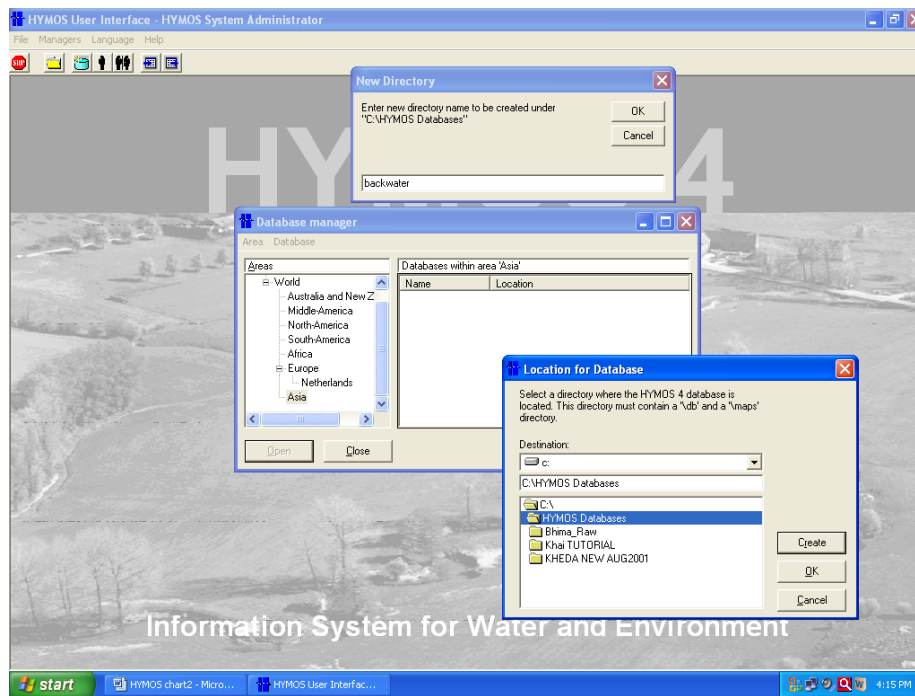 HYMOS User Interface - HYMOS System Administrator
File Managers Language Help
STOP
HYMOS 4
New Directory
Enter new directory name to be created under
"C:\HYMOS Databases"
OK
Cancel
backwater
Database manager
Area Database
Areas
World
Australia and New Z
Middle-America
North-America
South-America
Africa
Europe
Netherlands
Asia
Databases within area 'Asia'
Name Location
Open Close
Location for Database
Select a directory where the HYMOS 4 database is
located. This directory must contain a '\db' and a '\maps'
directory.
Destination:
c:
C:\HYMOS Databases
C:\
HYMOS Databases
Bhima_Raw
Khai TUTORIAL
KHEDA NEW AUG2001
Create
OK
Cancel
Information System for Water and Environment
start HYMOS chart2 - Micro... HYMOS User Interfac... 4:15 PM